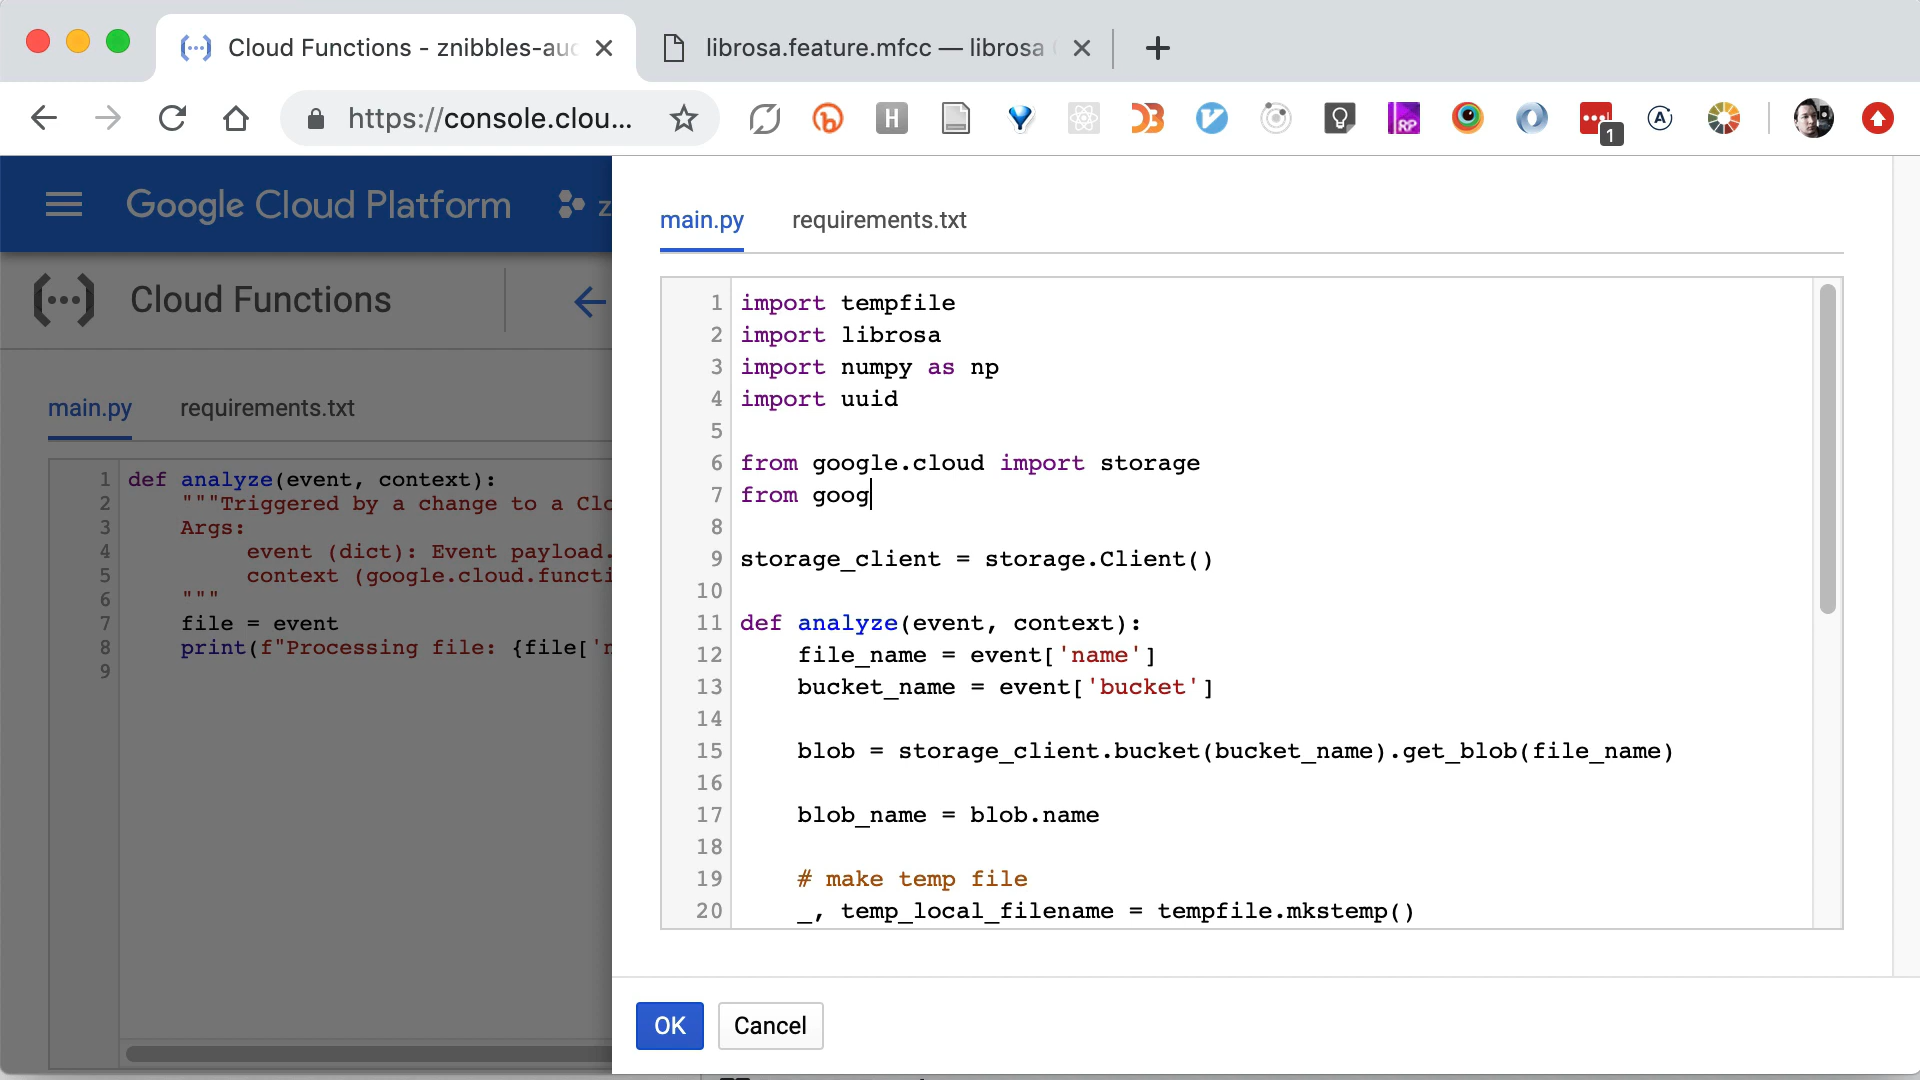 Cloud Functions - znibbles-au
librosa.feature.mfcc — librosa
https://console.clou...
H
RP
1
A
Google Cloud Platform
z
Cloud Functions
main.py requirements.txt
1 def analyze(event, context):
2 """Triggered by a change to a Clo
3 Args:
4 event (dict): Event payload.
5 context (google.cloud.functi
6 """
7 file = event
8 print(f"Processing file: {file['n
9
main.py requirements.txt
1 import tempfile
2 import librosa
3 import numpy as np
4 import uuid
5
6 from google.cloud import storage
7 from goog
8
9 storage_client = storage.Client()
10
11 def analyze(event, context):
12 file_name = event['name']
13 bucket_name = event['bucket']
14
15 blob = storage_client.bucket(bucket_name).get_blob(file_name)
16
17 blob_name = blob.name
18
19 # make temp file
20 _, temp_local_filename = tempfile.mkstemp()
OK Cancel